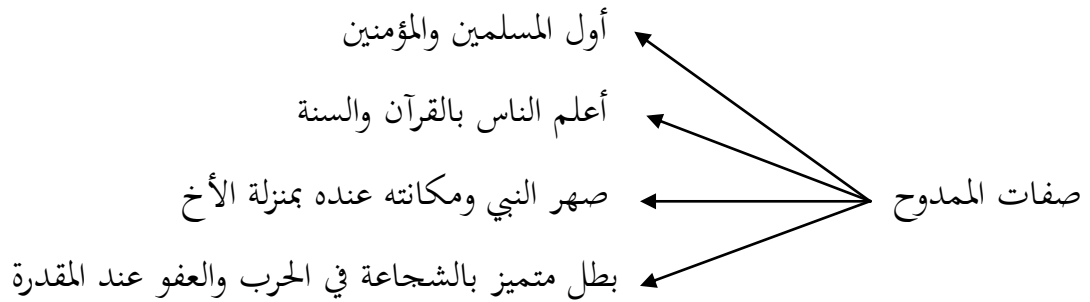 أول المسلمين والمؤمنين
أعلم الناس بالقرآن والسنة
صفات الممدوح
صهر النبي ومكانته عنده بمنزلة الأخ
بطل متميز بالشجاعة في الحرب والعفو عند المقدرة